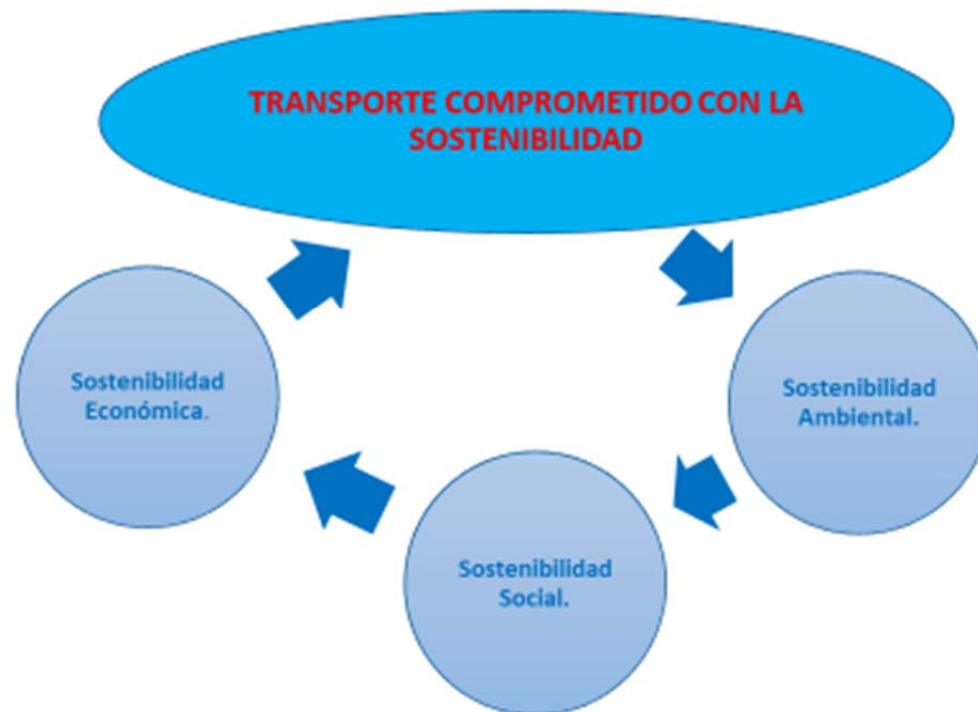 TRANSPORTE COMPROMETIDO CON LA
SOSTENIBILIDAD
Sostenibilidad
Económica.
Sostenibilidad
Ambiental.
Sostenibilidad
Social.